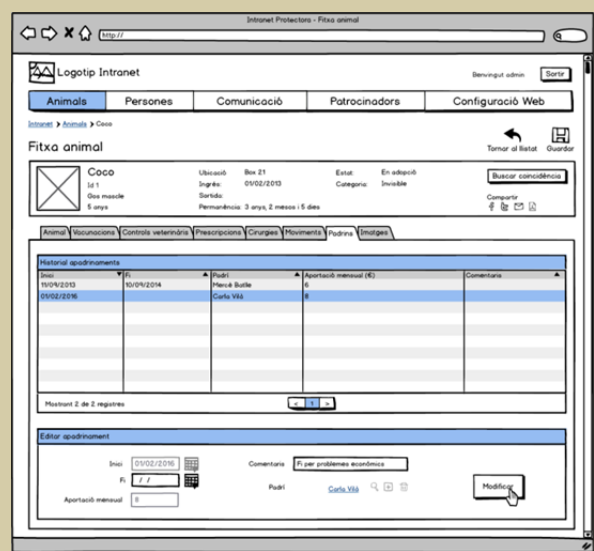 Intranet Protectors - Fitxa animal
http://
Logotip Intranet
Benvingut admin
Sortir
Animals Persones Comunicació Patrocinadors Configuració Web
Intranet > Animals > Coco
Fitxa animal
Tornar al llistat Guardar
Coco
Id 1
Gos mascle
5 anys
Ubicació Box 21
Ingrés: 01/02/2013
Sortida:
Permanència: 3 anys, 2 mesos i 5 dies
Estat: En adopció
Categoria: Invisible
Buscar coincidència
Compartir
Animal Vacunacions Controls veterinàris Prescripcions Cirurgies Moviments Padrins Imatges
Historial apadrinaments
Inici Fi Padrí Aportació mensual (€) Comentaris
11/04/2013 10/04/2014 Mercè Batlle 6
01/02/2016 Carla Vilà 8
Mostrant 2 de 2 registres
< 1 >
Editar apadrinament
Inici 01/02/2016
Fi / /
Aportació mensual 8
Comentaris Fi per problemes econòmics
Padrí Carla Vilà
Modificar